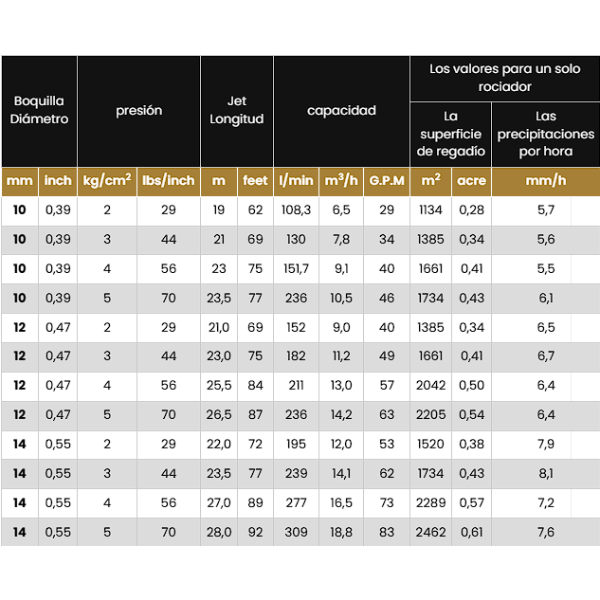 Boquilla Diámetro presión Jet Longitud capacidad Los valores para un solo rociador
La superficie de regadío Las precipitaciones por hora
mm inch kg/cm² lbs/inch m feet l/min m³/h G.P.M m² acre mm/h
10 0,39 2 29 19 62 108,3 6,5 29 1134 0,28 5,7
10 0,39 3 44 21 69 130 7,8 34 1385 0,34 5,6
10 0,39 4 56 23 75 151,7 9,1 40 1661 0,41 5,5
10 0,39 5 70 23,5 77 236 10,5 46 1734 0,43 6,1
12 0,47 2 29 21,0 69 152 9,0 40 1385 0,34 6,5
12 0,47 3 44 23,0 75 182 11,2 49 1661 0,41 6,7
12 0,47 4 56 25,5 84 211 13,0 57 2042 0,50 6,4
12 0,47 5 70 26,5 87 236 14,2 63 2205 0,54 6,4
14 0,55 2 29 22,0 72 195 12,0 53 1520 0,38 7,9
14 0,55 3 44 23,5 77 239 14,1 62 1734 0,43 8,1
14 0,55 4 56 27,0 89 277 16,5 73 2289 0,57 7,2
14 0,55 5 70 28,0 92 309 18,8 83 2462 0,61 7,6